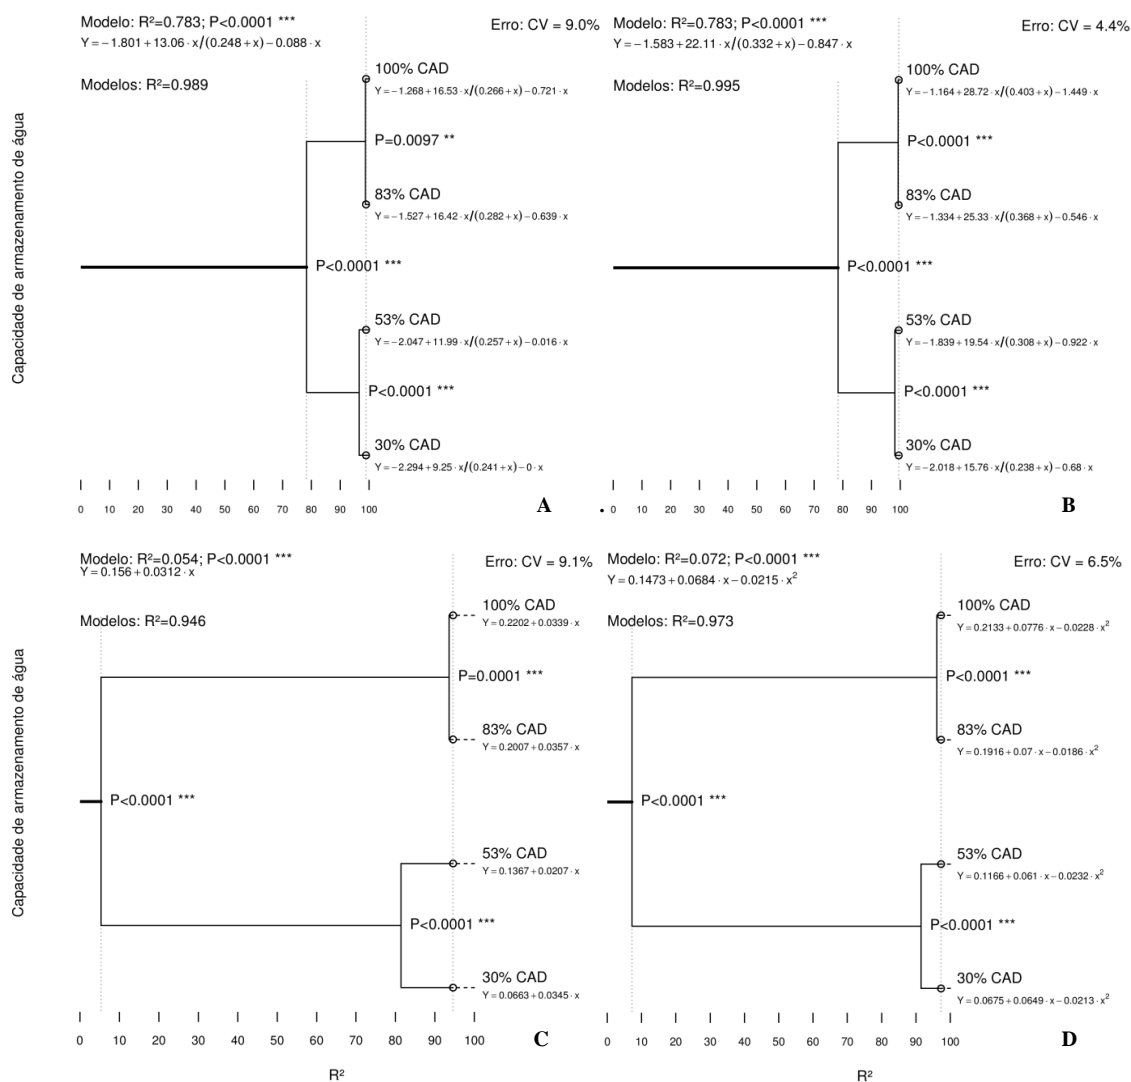 Capacidade de armazenamento de água
Modelo: R²=0.783; P<0.0001 ***
Y = −1.801 + 13.06 · x/(0.248 + x) − 0.088 · x
Erro: CV = 9.0%
Modelos: R²=0.989
100% CAD
Y = −1.268 + 16.53 · x/(0.266 + x) − 0.721 · x
P=0.0097 **
83% CAD
Y = −1.527 + 16.42 · x/(0.282 + x) − 0.639 · x
P<0.0001 ***
53% CAD
Y = −2.047 + 11.99 · x/(0.257 + x) − 0.016 · x
P<0.0001 ***
30% CAD
Y = −2.294 + 9.25 · x/(0.241 + x) − 0 · x
0 10 20 30 40 50 60 70 80 90 100
A
Modelo: R²=0.783; P<0.0001 ***
Y = −1.583 + 22.11 · x/(0.332 + x) − 0.847 · x
Erro: CV = 4.4%
Modelos: R²=0.995
100% CAD
Y = −1.164 + 28.72 · x/(0.403 + x) − 1.449 · x
P<0.0001 ***
83% CAD
Y = −1.334 + 25.33 · x/(0.368 + x) − 0.546 · x
P<0.0001 ***
53% CAD
Y = −1.839 + 19.54 · x/(0.308 + x) − 0.922 · x
P<0.0001 ***
30% CAD
Y = −2.018 + 15.76 · x/(0.238 + x) − 0.68 · x
. 0 10 20 30 40 50 60 70 80 90 100
B
Capacidade de armazenamento de água
Modelo: R²=0.054; P<0.0001 ***
Y = 0.156 + 0.0312 · x
Erro: CV = 9.1%
Modelos: R²=0.946
100% CAD
Y = 0.2202 + 0.0339 · x
P=0.0001 ***
83% CAD
Y = 0.2007 + 0.0357 · x
P<0.0001 ***
53% CAD
Y = 0.1367 + 0.0207 · x
P<0.0001 ***
30% CAD
Y = 0.0663 + 0.0345 · x
0 10 20 30 40 50 60 70 80 90 100
C
R²
Modelo: R²=0.072; P<0.0001 ***
Y = 0.1473 + 0.0684 · x − 0.0215 · x²
Erro: CV = 6.5%
Modelos: R²=0.973
100% CAD
Y = 0.2133 + 0.0776 · x − 0.0228 · x²
P<0.0001 ***
83% CAD
Y = 0.1916 + 0.07 · x − 0.0186 · x²
P<0.0001 ***
53% CAD
Y = 0.1166 + 0.061 · x − 0.0232 · x²
P<0.0001 ***
30% CAD
Y = 0.0675 + 0.0649 · x − 0.0213 · x²
0 10 20 30 40 50 60 70 80 90 100
D
R²